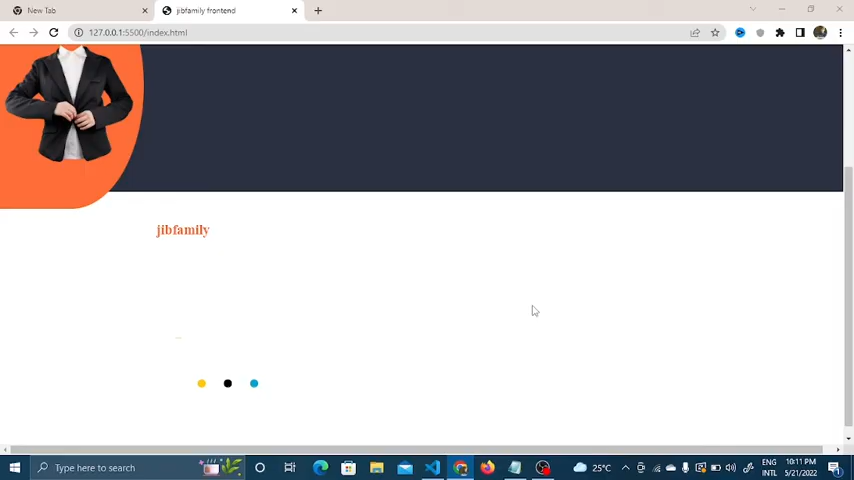 New Tab
jibfamily frontend
127.0.0.1:5500/index.html
jibfamily
Type here to search
25°C
ENG
INTL
10:11 PM
5/21/2022
1